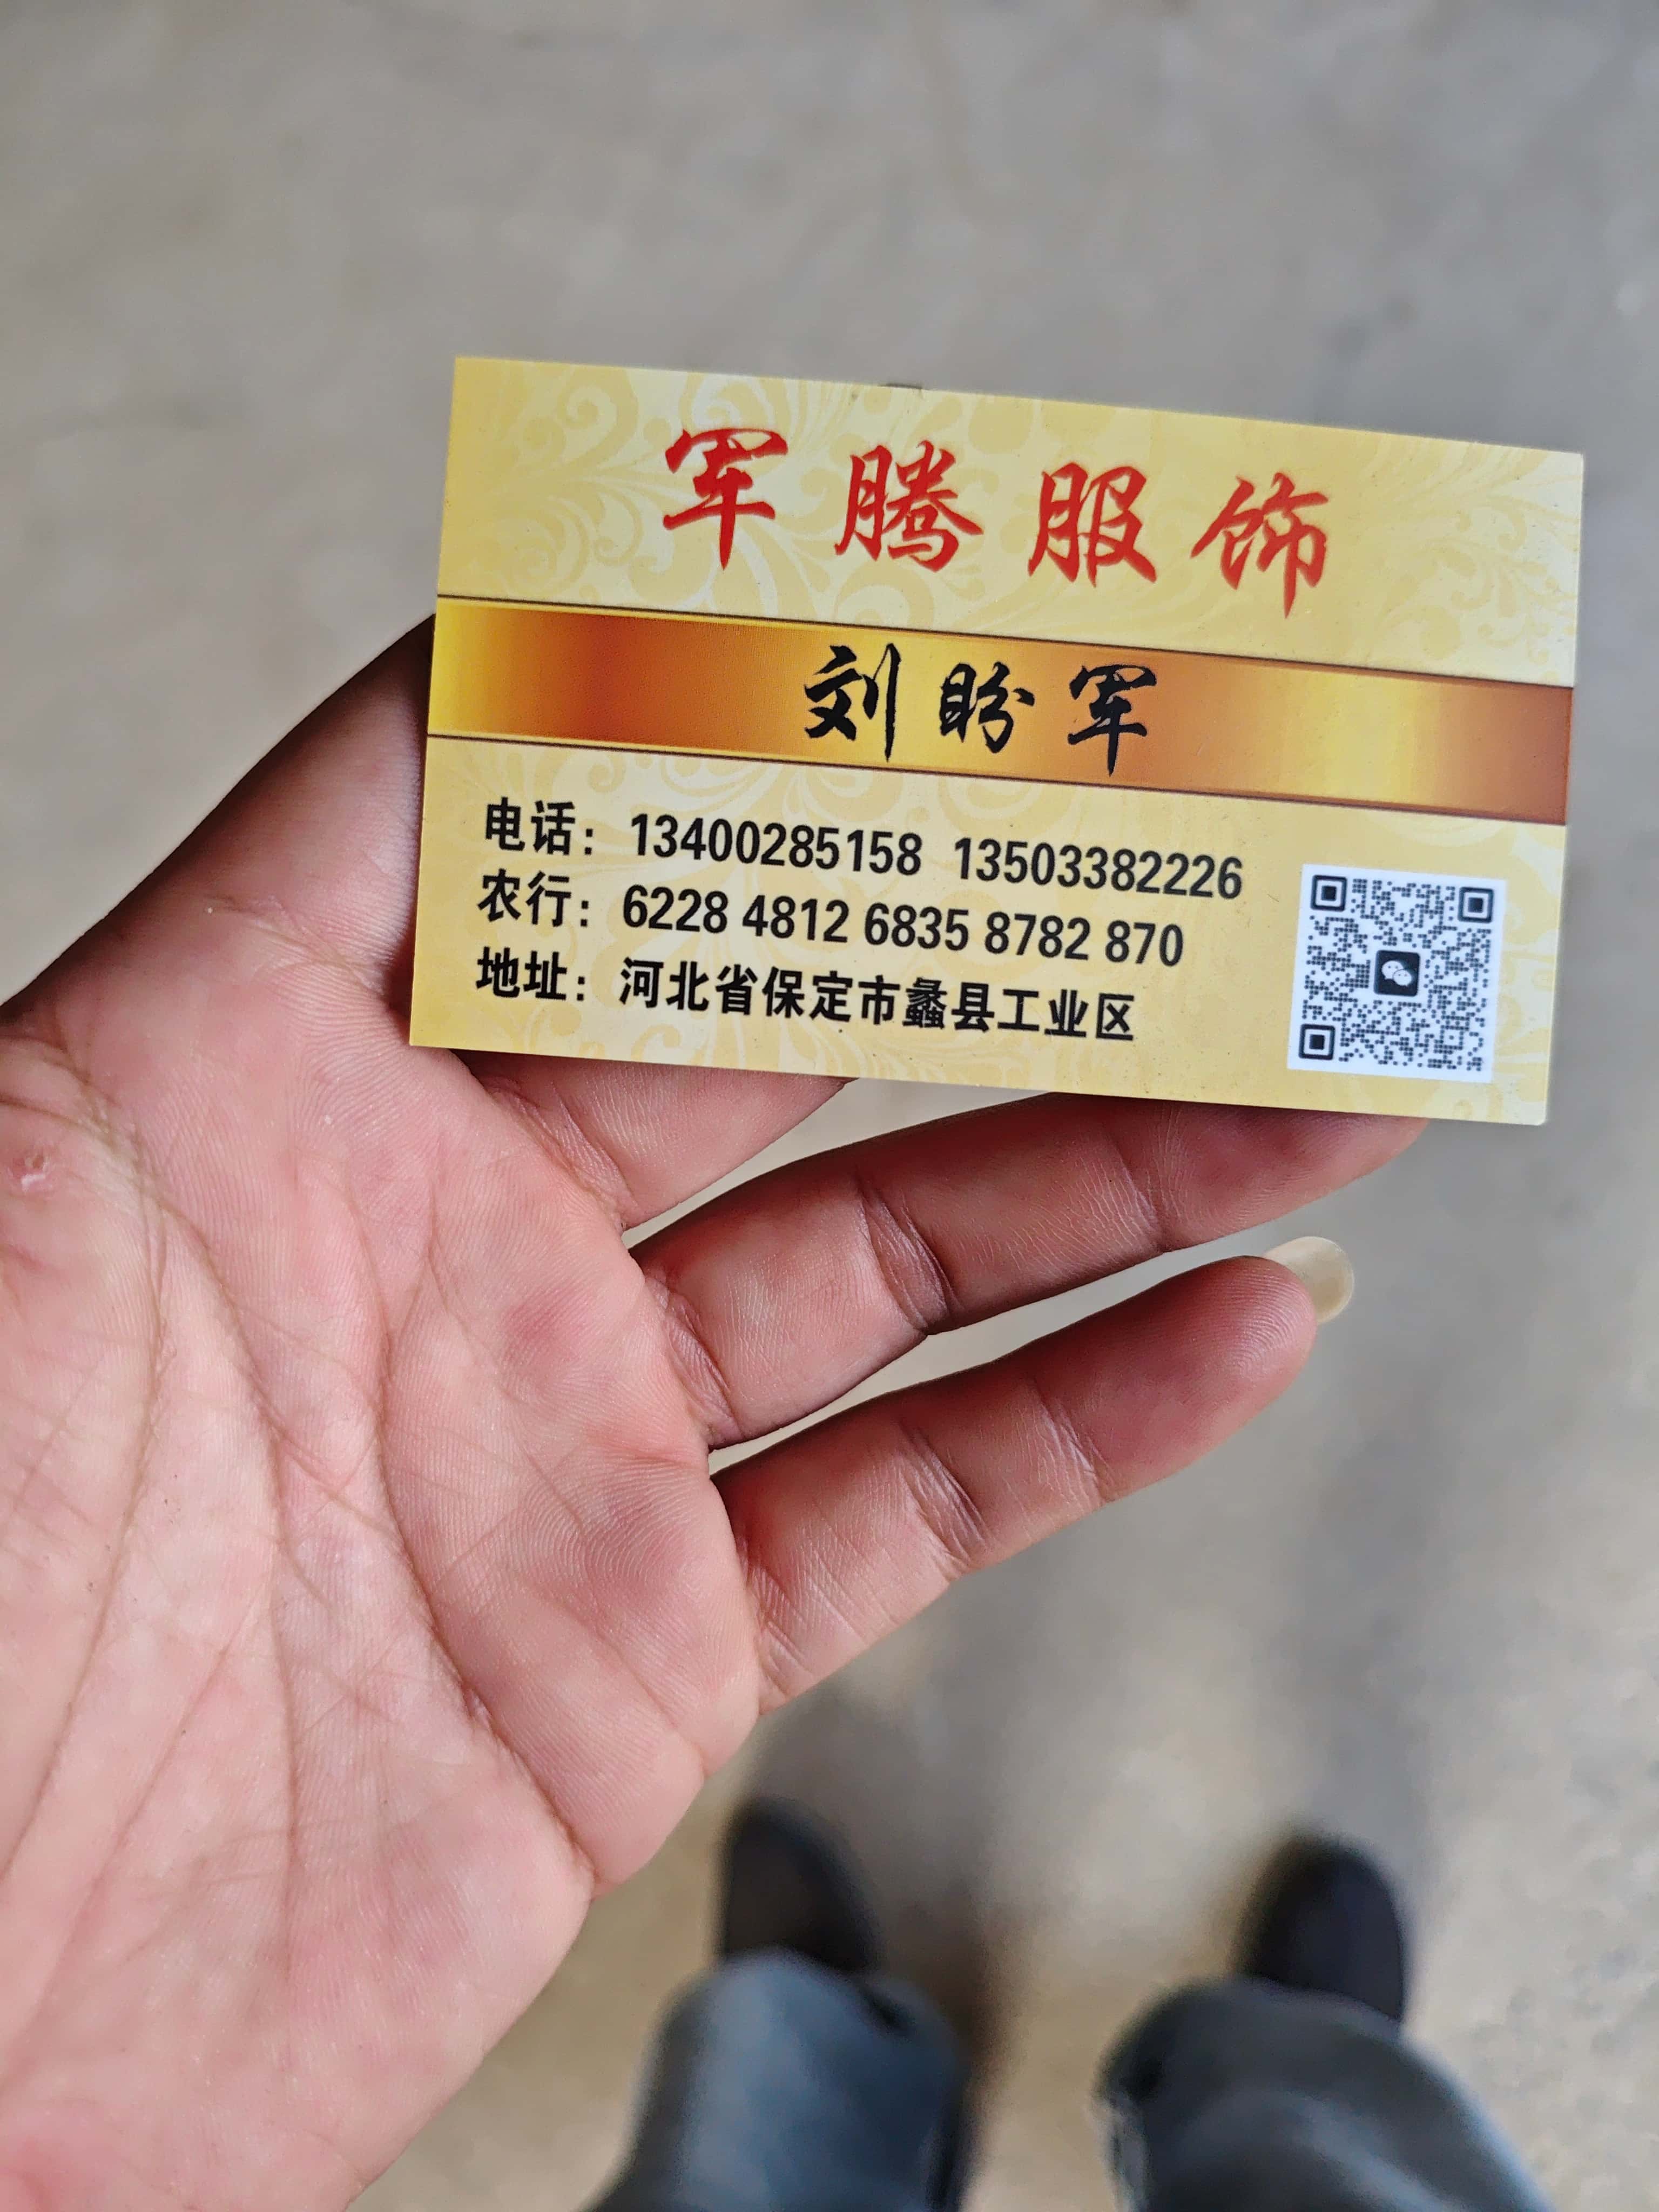 军腾服饰
刘盼军
电话：13400285158 13503382226
农行：6228 4812 6835 8782 870
地址：河北省保定市蠡县工业区